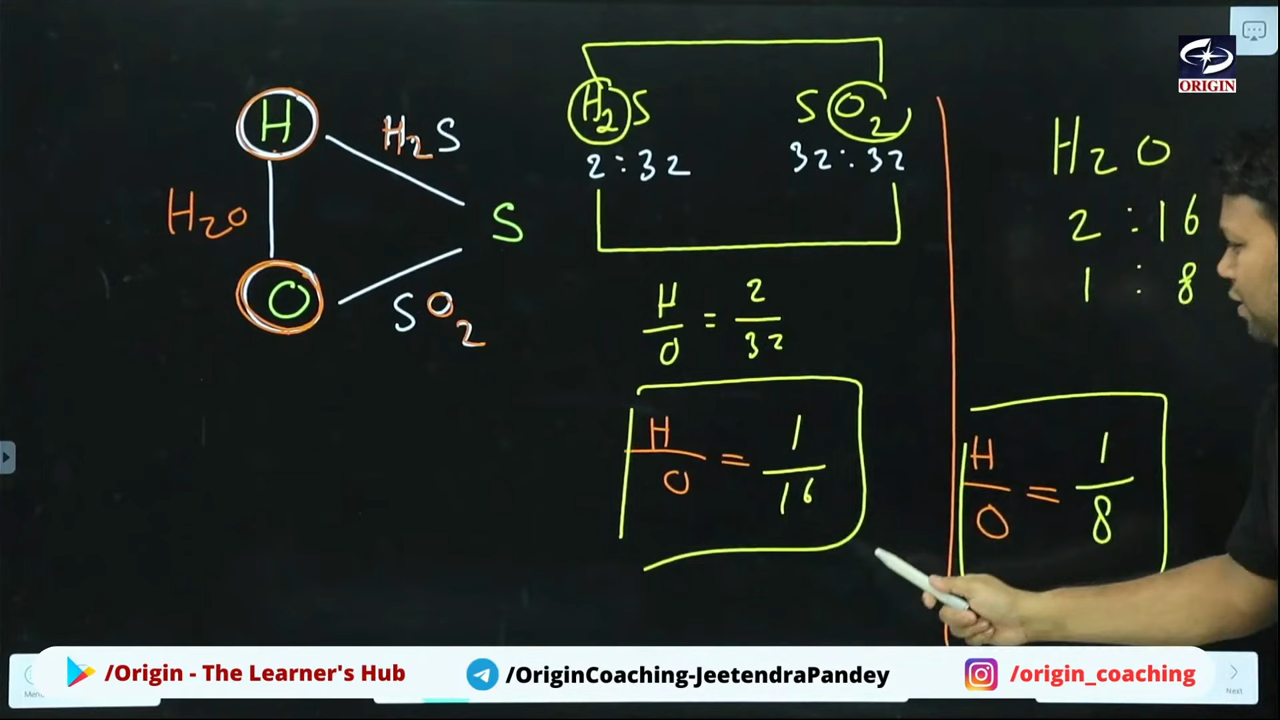 ORIGIN
H
H₂S
H₂O
S
O
SO₂
H₂S
SO₂
2:32
32:32
H/O = 2/32
H/O = 1/16
H₂O
2 : 16
1 : 8
H/O = 1/8
/Origin - The Learner's Hub
/OriginCoaching-JeetendraPandey
/origin_coaching
Next